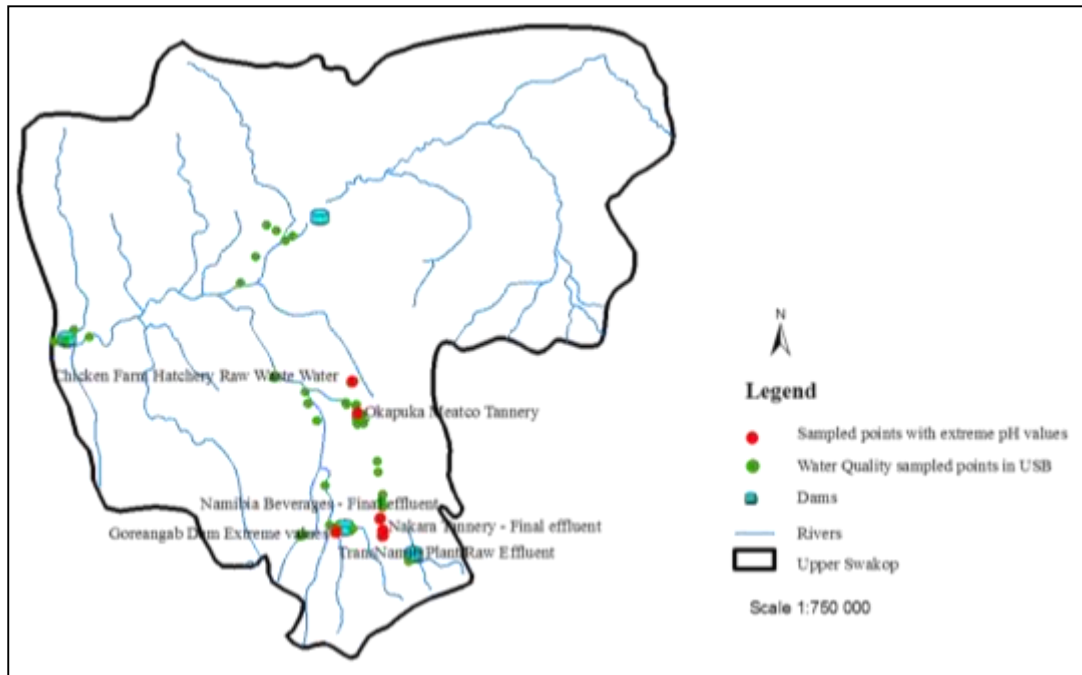 Chicken Farm Hatchery Raw Waste Water
Okapuka Meatco Tannery
Namibia Beverages - Final effluent
Goreangab Dam Extreme values
Nakara Tannery - Final effluent
Plant Raw Effluent
N
Legend
Sampled points with extreme pH values
Water Quality sampled points in USB
Dams
Rivers
Upper Swakop
Scale 1:750 000